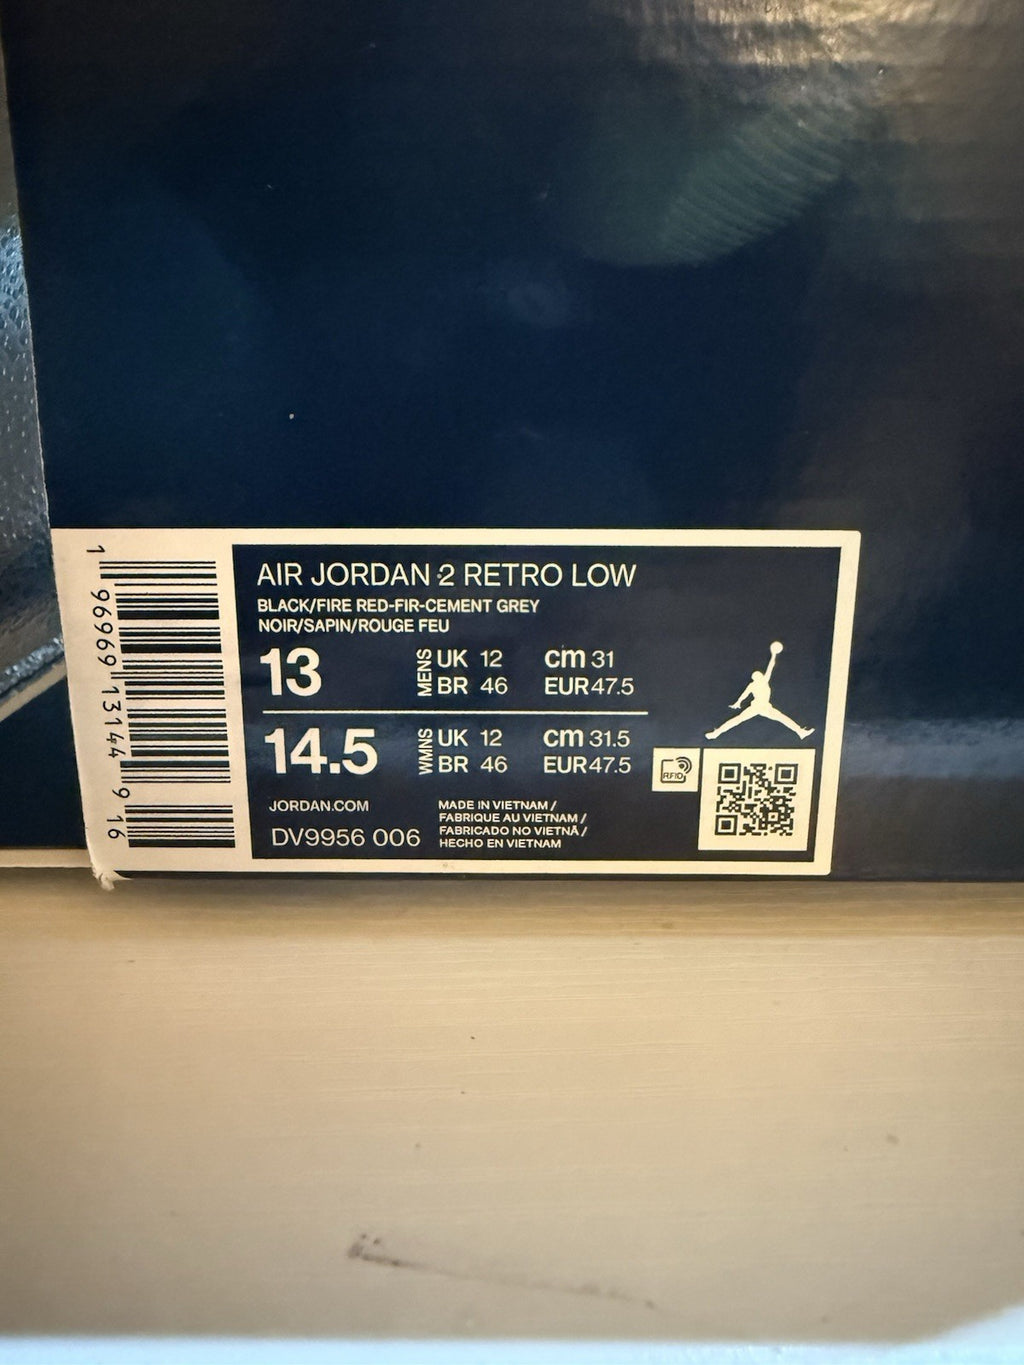 AIR JORDAN 2 RETRO LOW
BLACK/FIRE RED-FIR-CEMENT GREY
NOIR/SAPIN/ROUGE FEU
13 MENS UK 12 cm 31
BR 46 EUR 47.5
14.5 WMNS UK 12 cm 31.5
BR 46 EUR 47.5
RFID
JORDAN.COM
DV9956 006
MADE IN VIETNAM /
FABRIQUE AU VIETNAM /
FABRICADO NO VIETNÃ /
HECHO EN VIETNAM
1 96969 13144 9 16